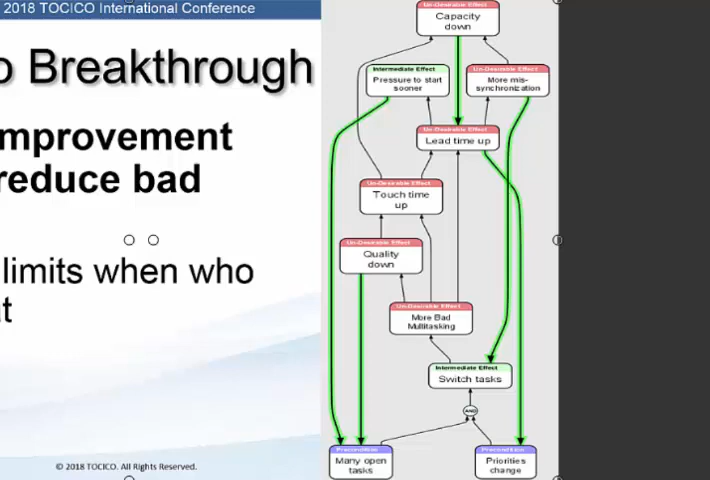 2018 TOCICO International Conference
o Breakthrough
mprovement
reduce bad
limits when who
t
© 2018 TOCICO. All Rights Reserved.
Un-Desirable Effect
Capacity
down
Intermediate Effect
Pressure to start
sooner
Un-Desirable Effect
More mis-
synchronization
Un-Desirable Effect
Lead time up
Un-Desirable Effect
Touch time
up
Un-Desirable Effect
Quality
down
Un-Desirable Effect
More Bad
Multitasking
Intermediate Effect
Switch tasks
AND
Precondition
Many open
tasks
Precondition
Priorities
change